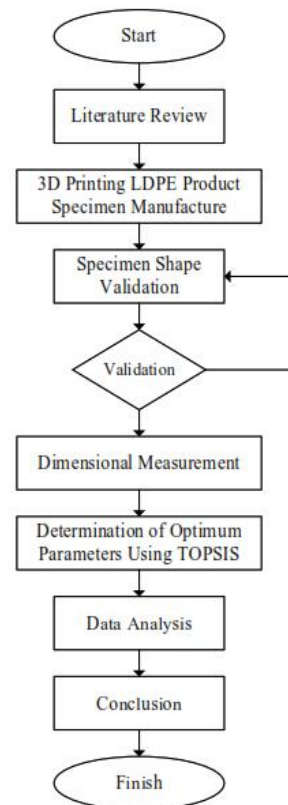 Start
Literature Review
3D Printing LDPE Product
Specimen Manufacture
Specimen Shape
Validation
Validation
Dimensional Measurement
Determination of Optimum
Parameters Using TOPSIS
Data Analysis
Conclusion
Finish